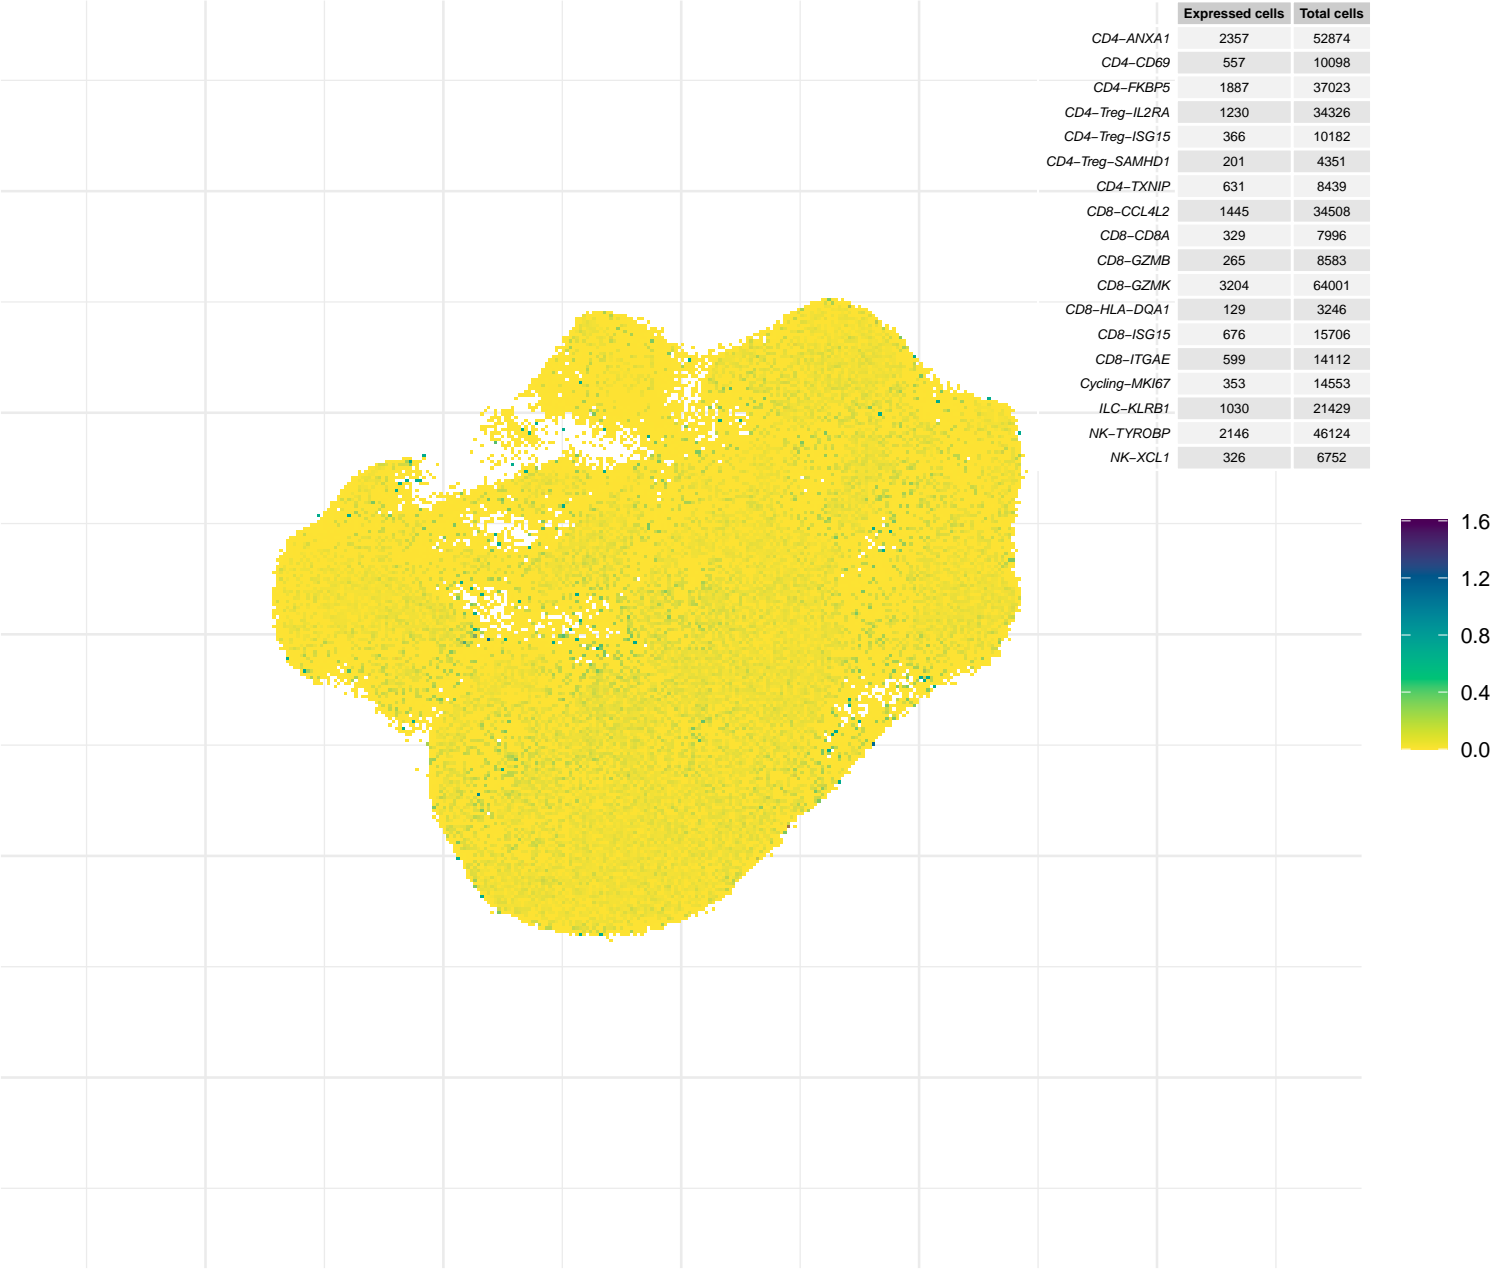 Expressed cells Total cells
CD4−ANXA1 2357 52874
CD4−CD69 557 10098
CD4−FKBP5 1887 37023
CD4−Treg−IL2RA 1230 34326
CD4−Treg−ISG15 366 10182
CD4−Treg−SAMHD1 201 4351
CD4−TXNIP 631 8439
CD8−CCL4L2 1445 34508
CD8−CD8A 329 7996
CD8−GZMB 265 8583
CD8−GZMK 3204 64001
CD8−HLA−DQA1 129 3246
CD8−ISG15 676 15706
CD8−ITGAE 599 14112
Cycling−MKI67 353 14553
ILC−KLRB1 1030 21429
NK−TYROBP 2146 46124
NK−XCL1 326 6752
1.6
1.2
0.8
0.4
0.0